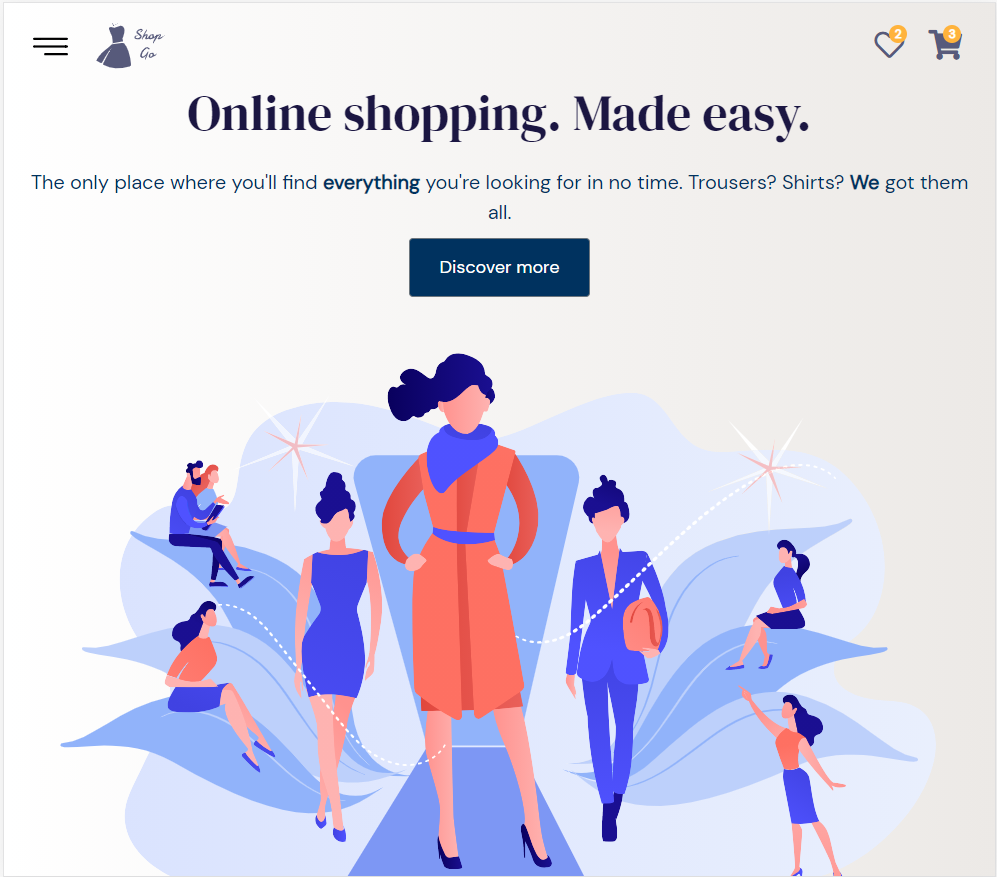 Shop
Go
2
3
Online shopping. Made easy.
The only place where you'll find everything you're looking for in no time. Trousers? Shirts? We got them
all.
Discover more